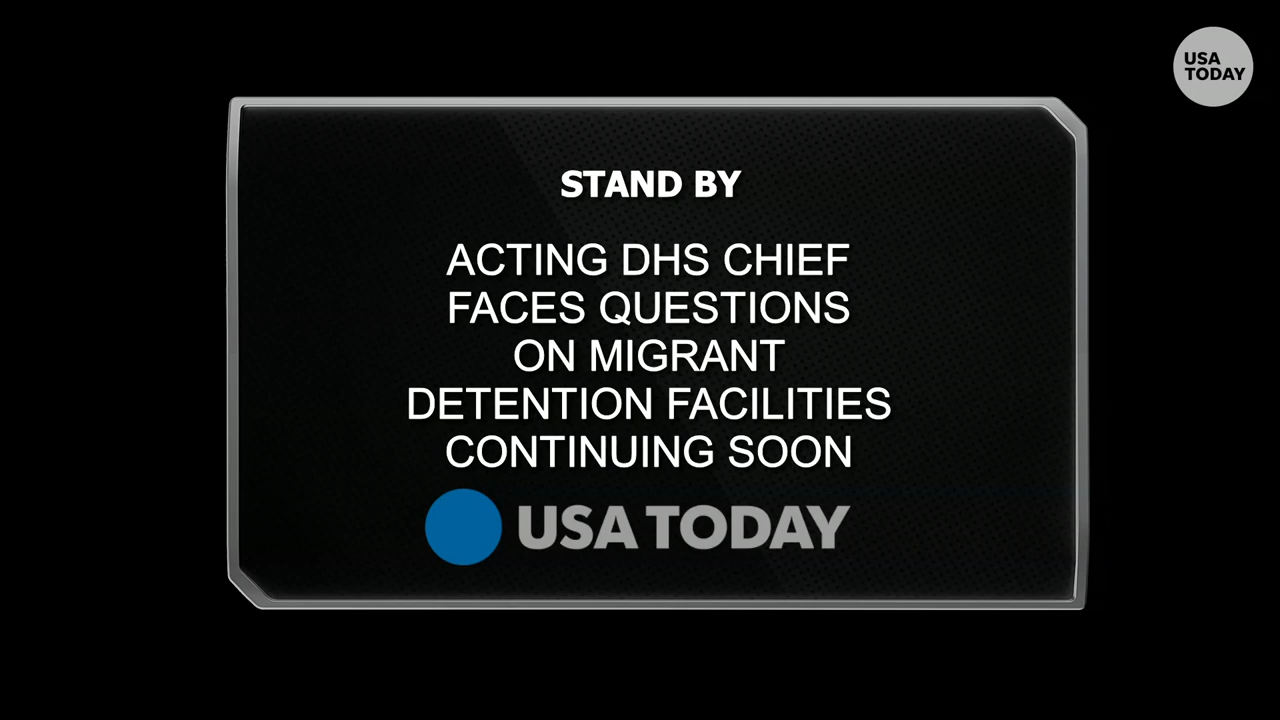 USA
TODAY
STAND BY
ACTING DHS CHIEF
FACES QUESTIONS
ON MIGRANT
DETENTION FACILITIES
CONTINUING SOON
USA TODAY